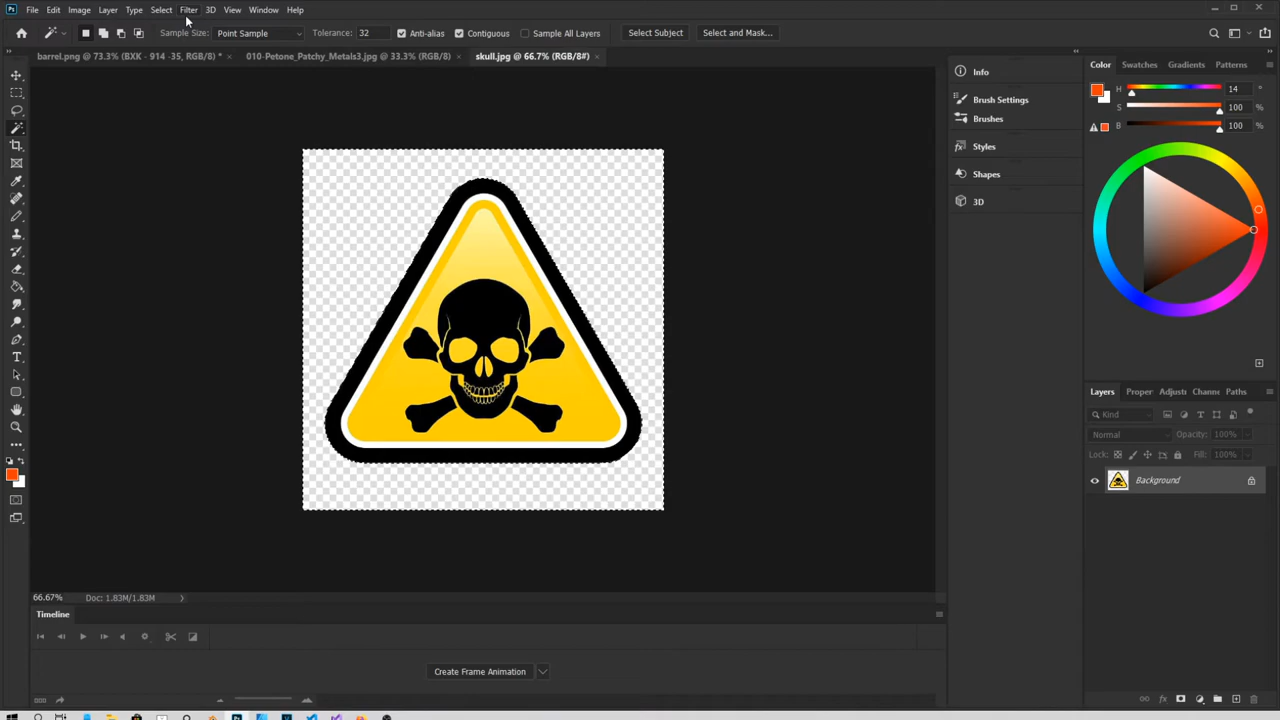 Ps File Edit Image Layer Type Select Filter 3D View Window Help
Sample Size: Point Sample Tolerance: 32 Anti-alias Contiguous Sample All Layers Select Subject Select and Mask...
barrel.png @ 73.3% (BXK - 914 -35, RGB/8) * × 010-Petone_Patchy_Metals3.jpg @ 33.3% (RGB/8) × skull.jpg @ 66.7% (RGB/8#) ×
Color Swatches Gradients Patterns
Info
H 14 °
Brush Settings
S 100 %
Brushes
B 100 %
Styles
Shapes
3D
Layers Proper Adjustı Chann Paths
Kind
Normal Opacity: 100%
Lock: Fill: 100%
Background
66.67% Doc: 1.83M/1.83M
Timeline
Create Frame Animation